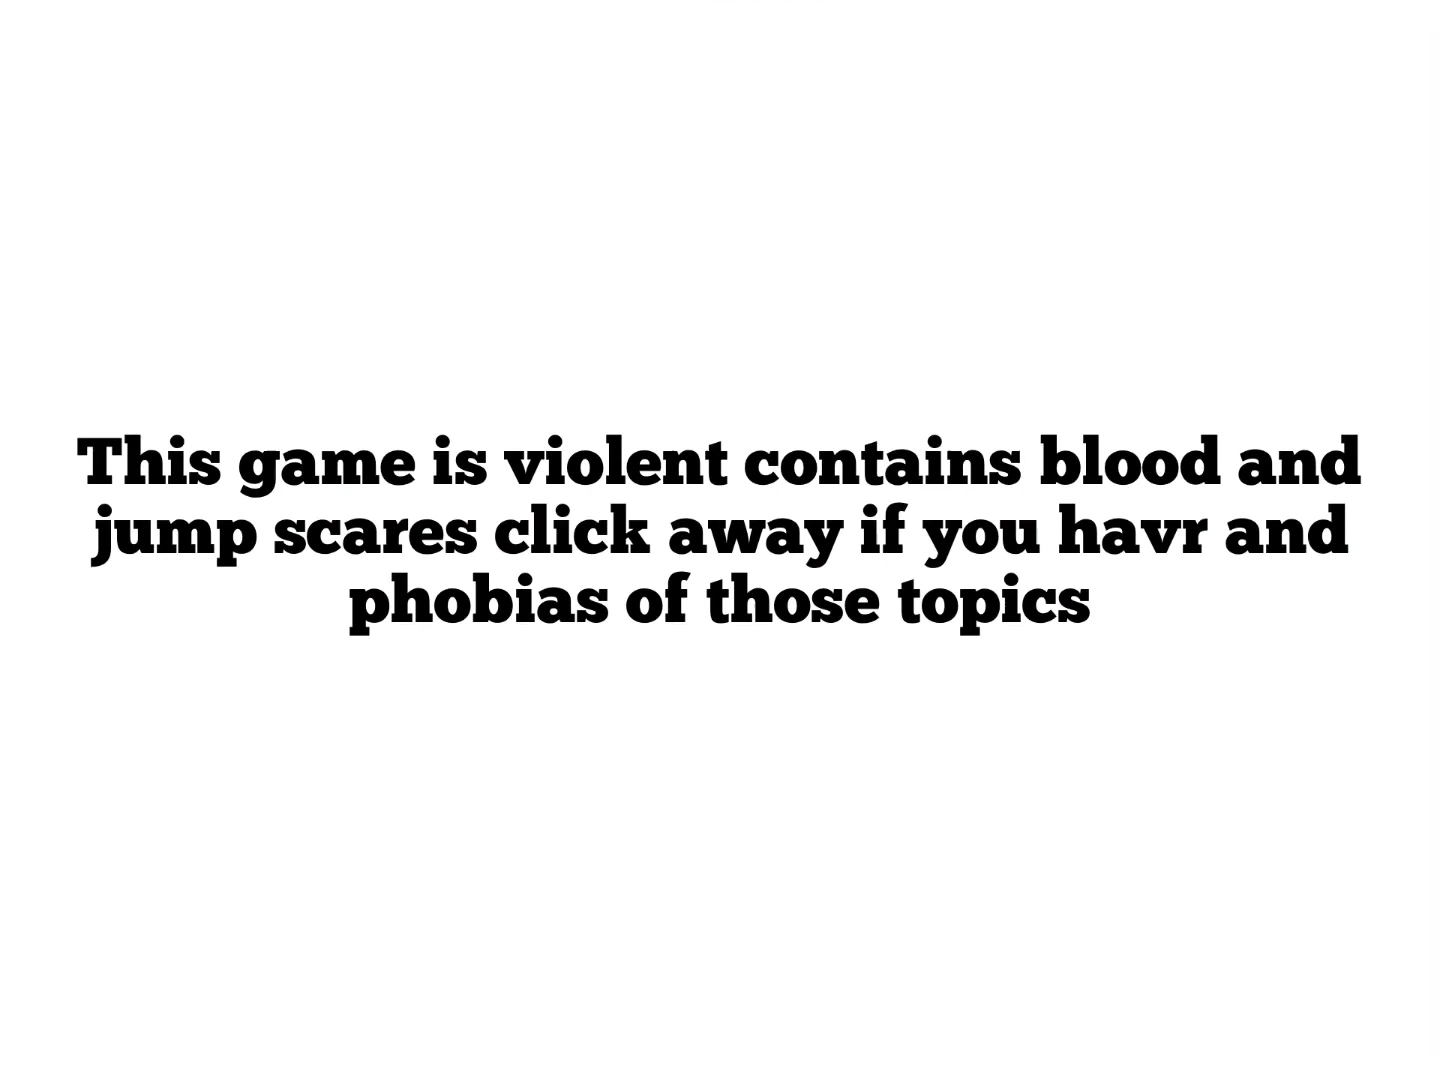 This game is violent contains blood and
jump scares click away if you havr and
phobias of those topics